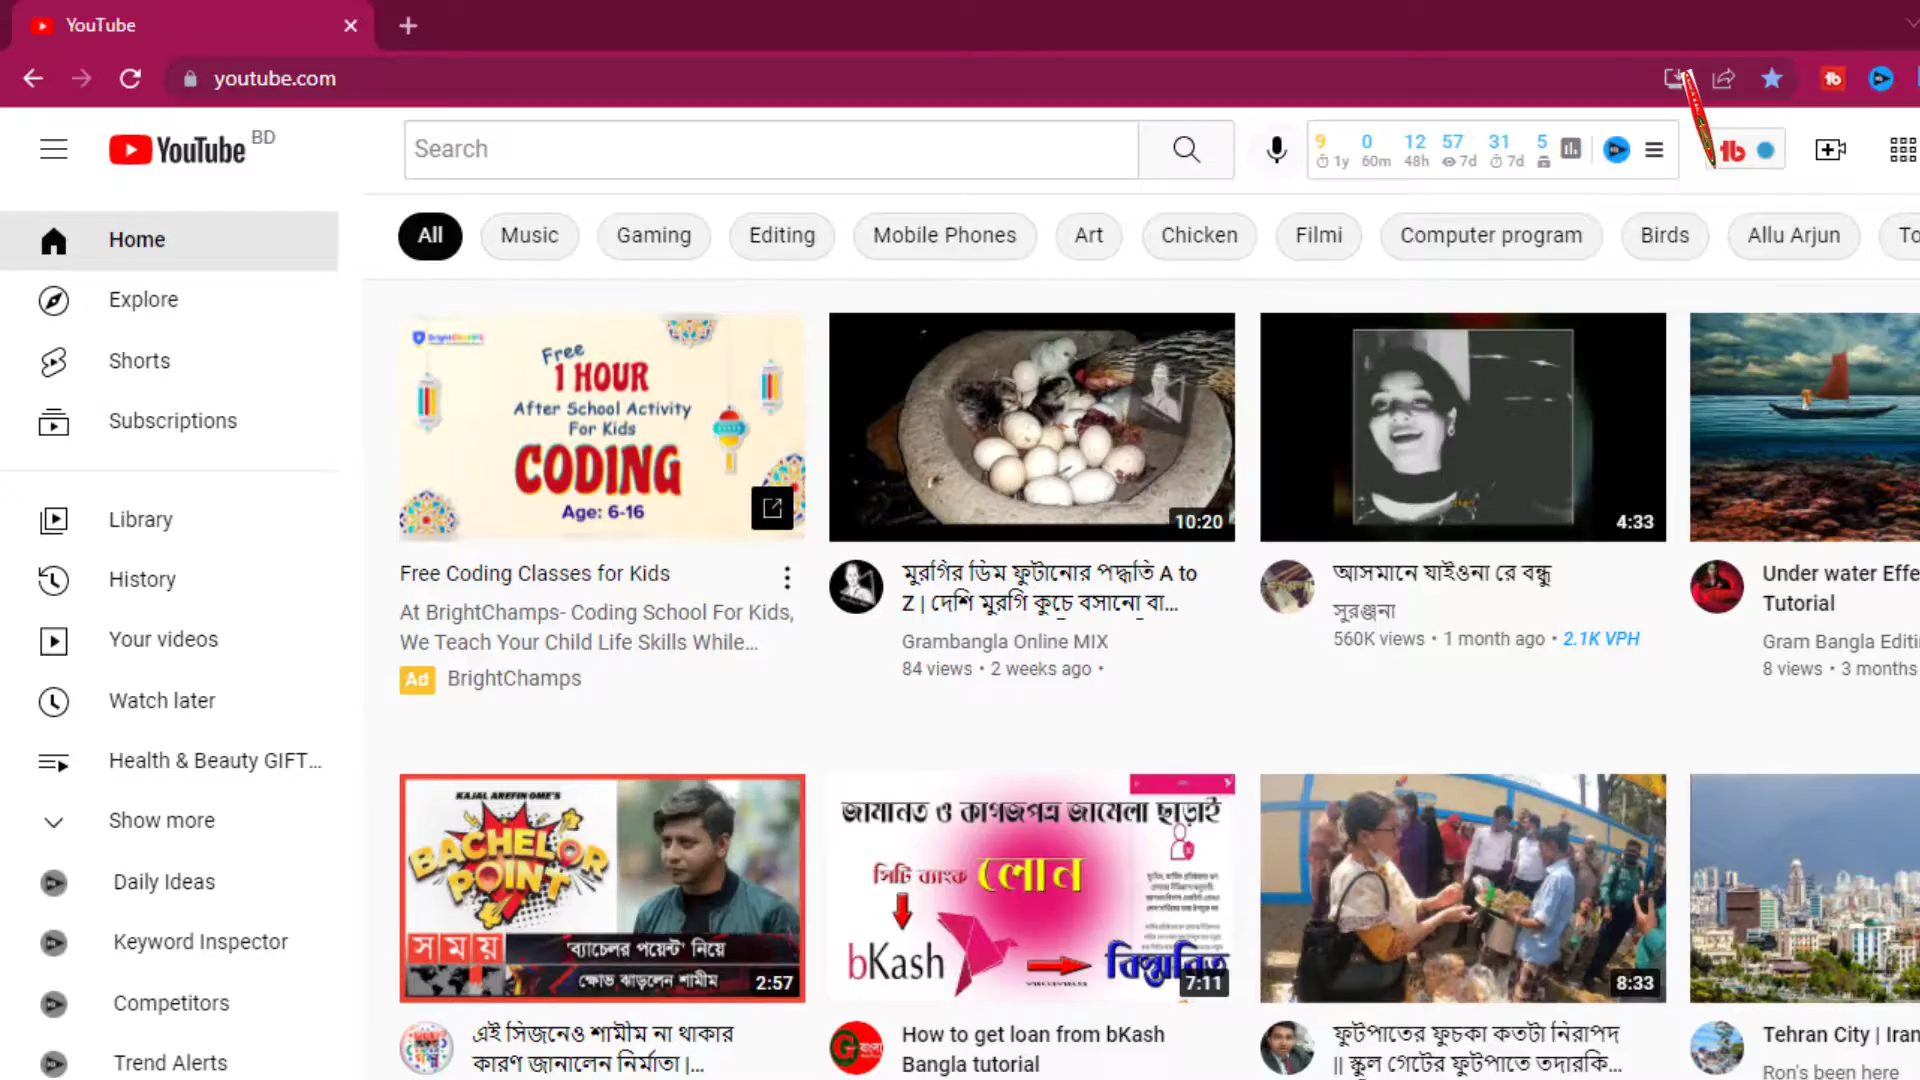 YouTube
youtube.com
YouTube BD
Search
9 0 12 57 31 5
1y 60m 48h 7d 7d
Home
All Music Gaming Editing Mobile Phones Art Chicken Filmi Computer program Birds Allu Arjun To
Explore
Shorts
Subscriptions
Library
History
Your videos
Watch later
Health & Beauty GIFT...
Show more
Daily Ideas
Keyword Inspector
Competitors
Trend Alerts
Free
1 HOUR
After School Activity
For Kids
CODING
Age: 6-16
Free Coding Classes for Kids
At BrightChamps- Coding School For Kids,
We Teach Your Child Life Skills While...
Ad BrightChamps
10:20
মুরগির ডিম ফুটানোর পদ্ধতি A to
Z | দেশি মুরগি কুচে বসানো বা...
Grambangla Online MIX
84 views • 2 weeks ago •
4:33
আসমানে যাইওনা রে বন্ধু
সুরঞ্জনা
560K views • 1 month ago • 2.1K VPH
Under water Effe
Tutorial
Gram Bangla Editi
8 views • 3 months
KAJAL AREFIN OME'S
BACHELOR
POINT
সময়
'ব্যাচেলর পয়েন্ট' নিয়ে
ক্ষোভ ঝাড়লেন শামীম
2:57
এই সিজনেও শামীম না থাকার
কারণ জানালেন নির্মাতা |...
জামানত ও কাগজপত্র জামেলা ছাড়াই
সিটি ব্যাংক লোন
bKash
বিস্তারিত
7:11
How to get loan from bKash
Bangla tutorial
8:33
ফুটপাতের ফুচকা কতটা নিরাপদ
|| স্কুল গেটের ফুটপাতে তদারকি...
Tehran City | Iran
Ron's been here